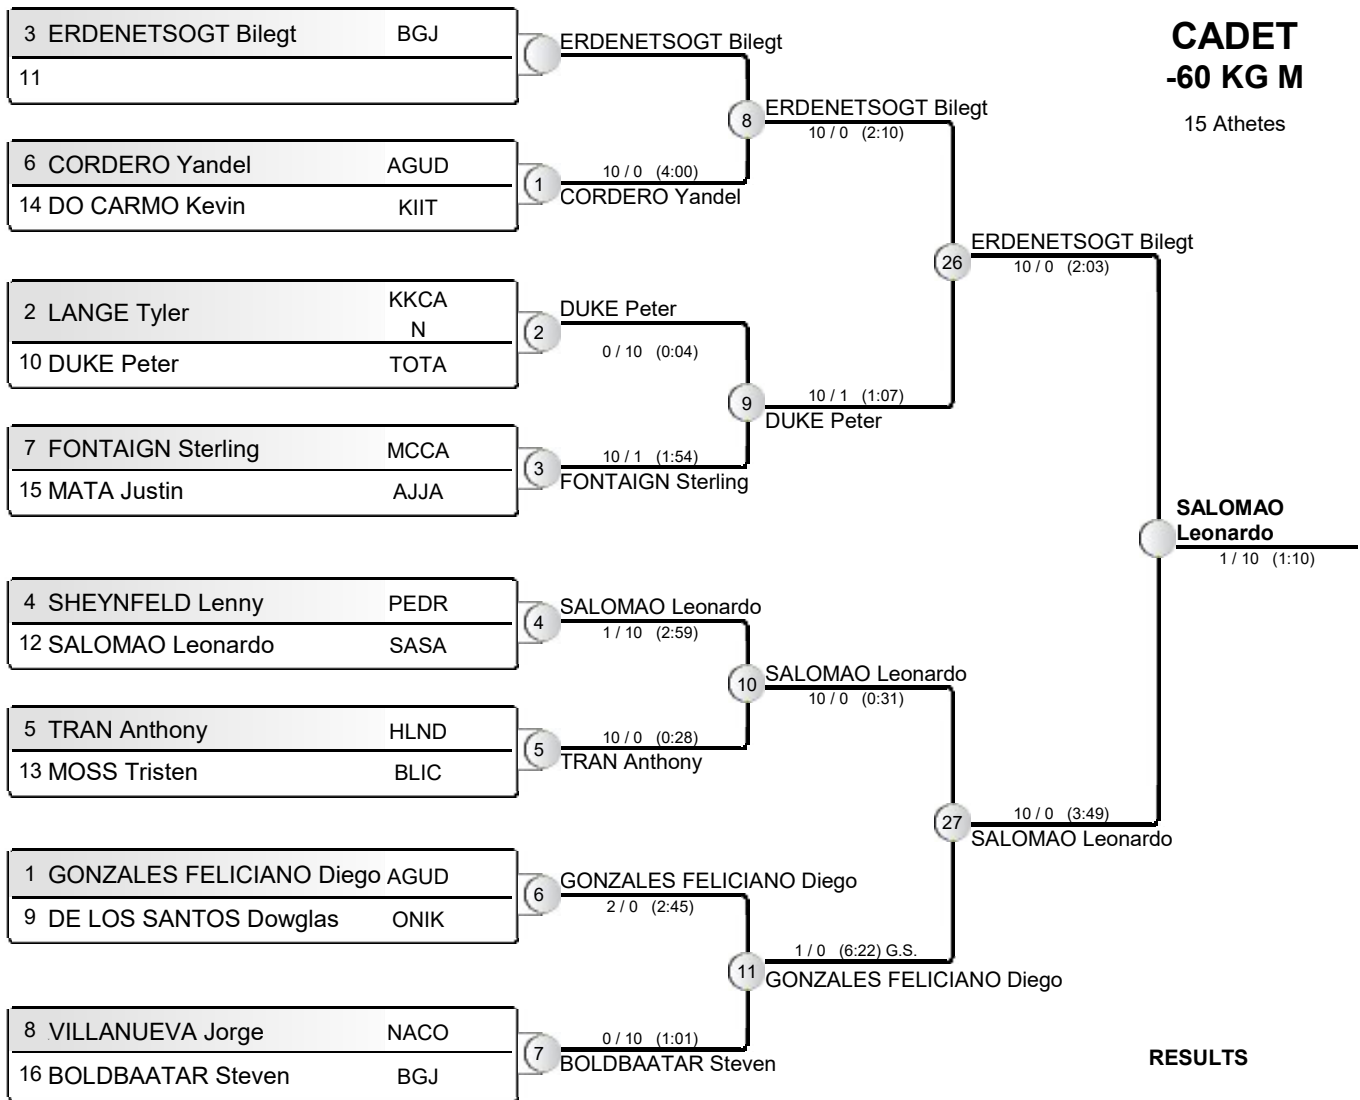 CADET
-60 KG M
15 Athetes
3 ERDENETSOGT Bilegt BGJ
11
6 CORDERO Yandel AGUD
14 DO CARMO Kevin KIIT
2 LANGE Tyler KKCA
N
10 DUKE Peter TOTA
7 FONTAIGN Sterling MCCA
15 MATA Justin AJJA
4 SHEYNFELD Lenny PEDR
12 SALOMAO Leonardo SASA
5 TRAN Anthony HLND
13 MOSS Tristen BLIC
1 GONZALES FELICIANO Diego AGUD
9 DE LOS SANTOS Dowglas ONIK
8 VILLANUEVA Jorge NACO
16 BOLDBAATAR Steven BGJ
ERDENETSOGT Bilegt
1
10 / 0 (4:00)
CORDERO Yandel
2
DUKE Peter
0 / 10 (0:04)
3
10 / 1 (1:54)
FONTAIGN Sterling
4
SALOMAO Leonardo
1 / 10 (2:59)
5
10 / 0 (0:28)
TRAN Anthony
6
GONZALES FELICIANO Diego
2 / 0 (2:45)
7
0 / 10 (1:01)
BOLDBAATAR Steven
8
ERDENETSOGT Bilegt
10 / 0 (2:10)
9
10 / 1 (1:07)
DUKE Peter
10
SALOMAO Leonardo
10 / 0 (0:31)
11
1 / 0 (6:22) G.S.
GONZALES FELICIANO Diego
26
ERDENETSOGT Bilegt
10 / 0 (2:03)
27
10 / 0 (3:49)
SALOMAO Leonardo
SALOMAO
Leonardo
1 / 10 (1:10)
RESULTS